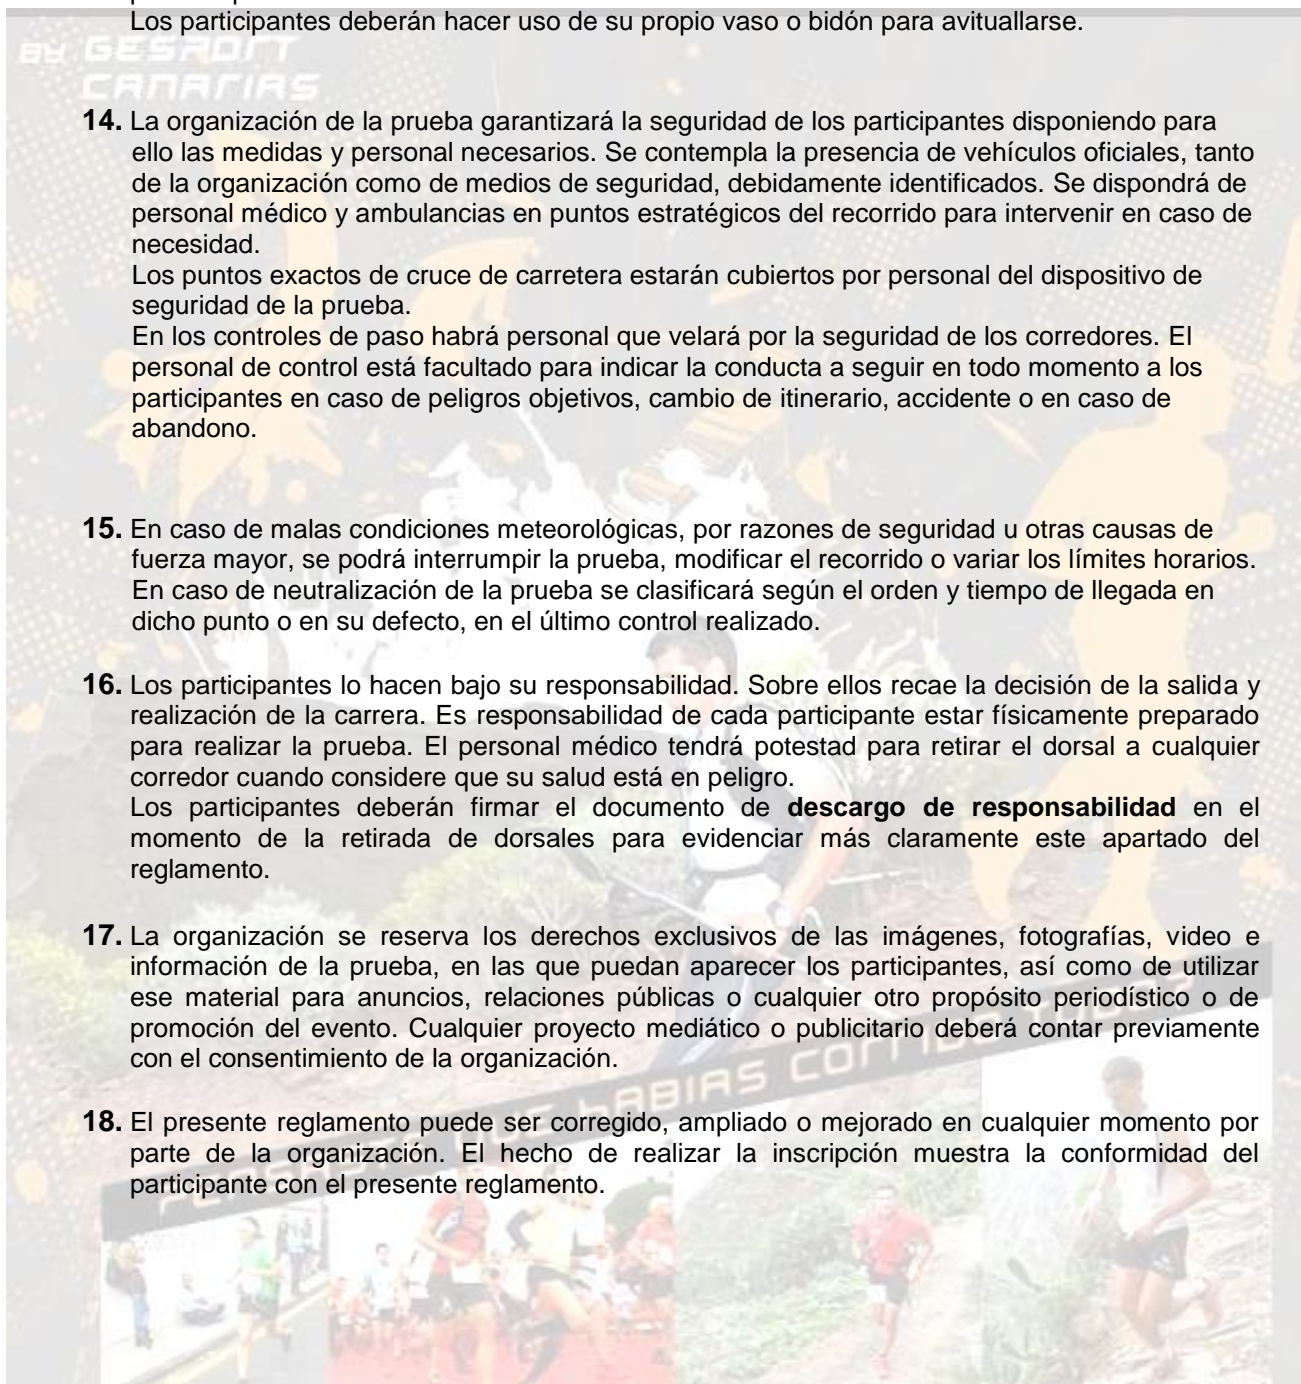 Los participantes deberán hacer uso de su propio vaso o bidón para avituallarse.
BY GESPORT
CANARIAS
14. La organización de la prueba garantizará la seguridad de los participantes disponiendo para
ello las medidas y personal necesarios. Se contempla la presencia de vehículos oficiales, tanto
de la organización como de medios de seguridad, debidamente identificados. Se dispondrá de
personal médico y ambulancias en puntos estratégicos del recorrido para intervenir en caso de
necesidad.
Los puntos exactos de cruce de carretera estarán cubiertos por personal del dispositivo de
seguridad de la prueba.
En los controles de paso habrá personal que velará por la seguridad de los corredores. El
personal de control está facultado para indicar la conducta a seguir en todo momento a los
participantes en caso de peligros objetivos, cambio de itinerario, accidente o en caso de
abandono.
15. En caso de malas condiciones meteorológicas, por razones de seguridad u otras causas de
fuerza mayor, se podrá interrumpir la prueba, modificar el recorrido o variar los límites horarios.
En caso de neutralización de la prueba se clasificará según el orden y tiempo de llegada en
dicho punto o en su defecto, en el último control realizado.
16. Los participantes lo hacen bajo su responsabilidad. Sobre ellos recae la decisión de la salida y
realización de la carrera. Es responsabilidad de cada participante estar físicamente preparado
para realizar la prueba. El personal médico tendrá potestad para retirar el dorsal a cualquier
corredor cuando considere que su salud está en peligro.
Los participantes deberán firmar el documento de descargo de responsabilidad en el
momento de la retirada de dorsales para evidenciar más claramente este apartado del
reglamento.
17. La organización se reserva los derechos exclusivos de las imágenes, fotografías, video e
información de la prueba, en las que puedan aparecer los participantes, así como de utilizar
ese material para anuncios, relaciones públicas o cualquier otro propósito periodístico o de
promoción del evento. Cualquier proyecto mediático o publicitario deberá contar previamente
con el consentimiento de la organización.
18. El presente reglamento puede ser corregido, ampliado o mejorado en cualquier momento por
parte de la organización. El hecho de realizar la inscripción muestra la conformidad del
participante con el presente reglamento.